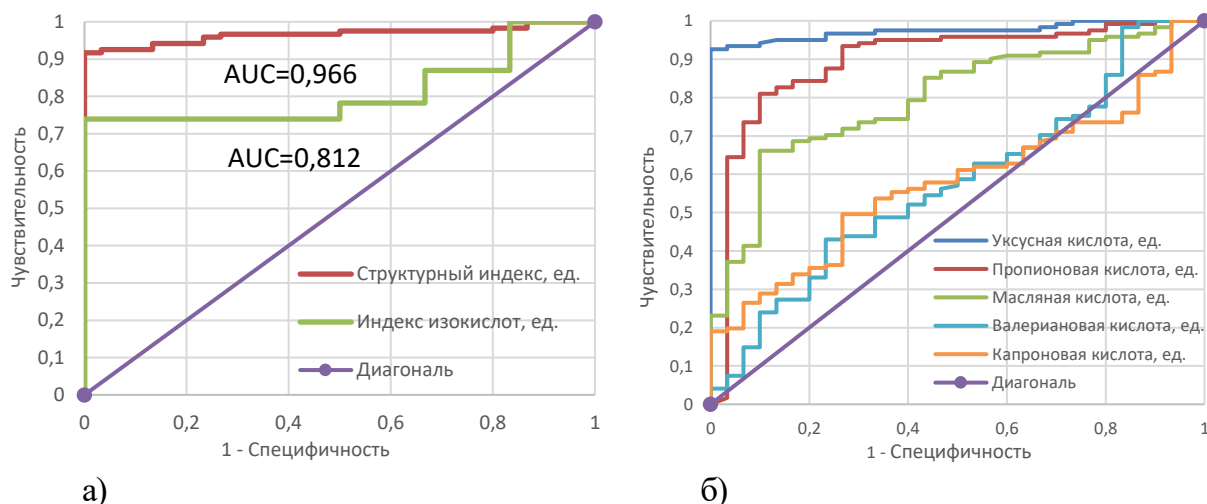 1
0,9
0,8
0,7
0,6
0,5
0,4
0,3
0,2
0,1
0
Чувствительность
AUC=0,966
AUC=0,812
Структурный индекс, ед.
Индекс изокислот, ед.
Диагональ
0 0,2 0,4 0,6 0,8 1
1 - Специфичность
а)
1
0,9
0,8
0,7
0,6
0,5
0,4
0,3
0,2
0,1
0
Чувствительность
Уксусная кислота, ед.
Пропионовая кислота, ед.
Масляная кислота, ед.
Валериановая кислота, ед.
Капроновая кислота, ед.
Диагональ
0 0,2 0,4 0,6 0,8 1
1 - Специфичность
б)